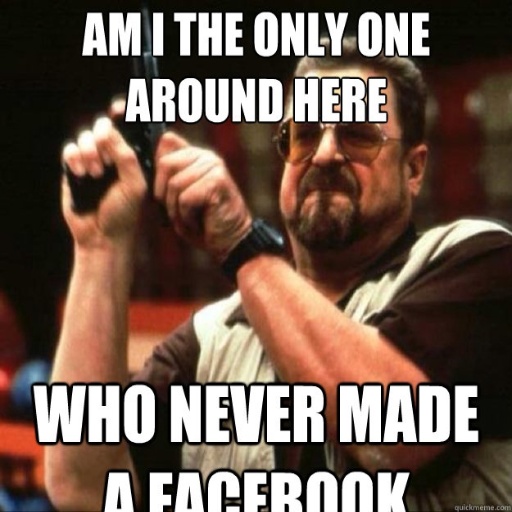 AM I THE ONLY ONE
AROUND HERE
WHO NEVER MADE
A FACEBOOK
quickmeme.com